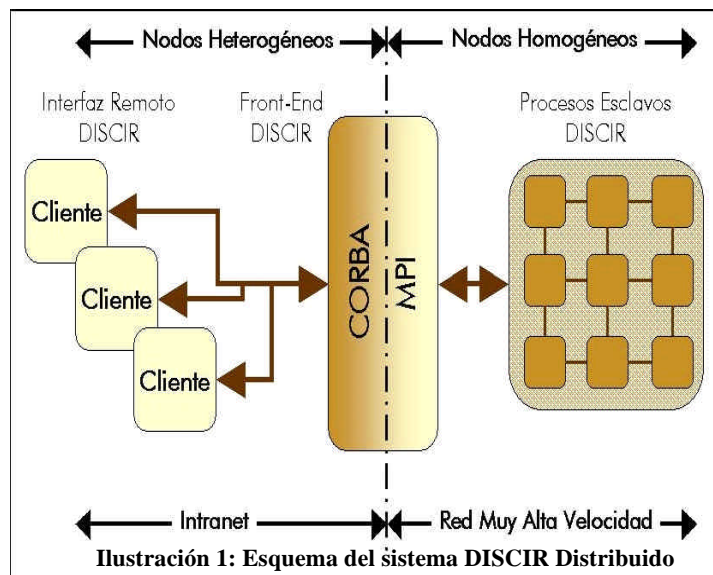 Nodos Heterogéneos
Nodos Homogéneos
Interfaz Remoto
DISCIR
Front-End
DISCIR
Procesos Esclavos
DISCIR
Cliente
Cliente
Cliente
CORBA
MPI
Intranet
Red Muy Alta Velocidad
Ilustración 1: Esquema del sistema DISCIR Distribuido